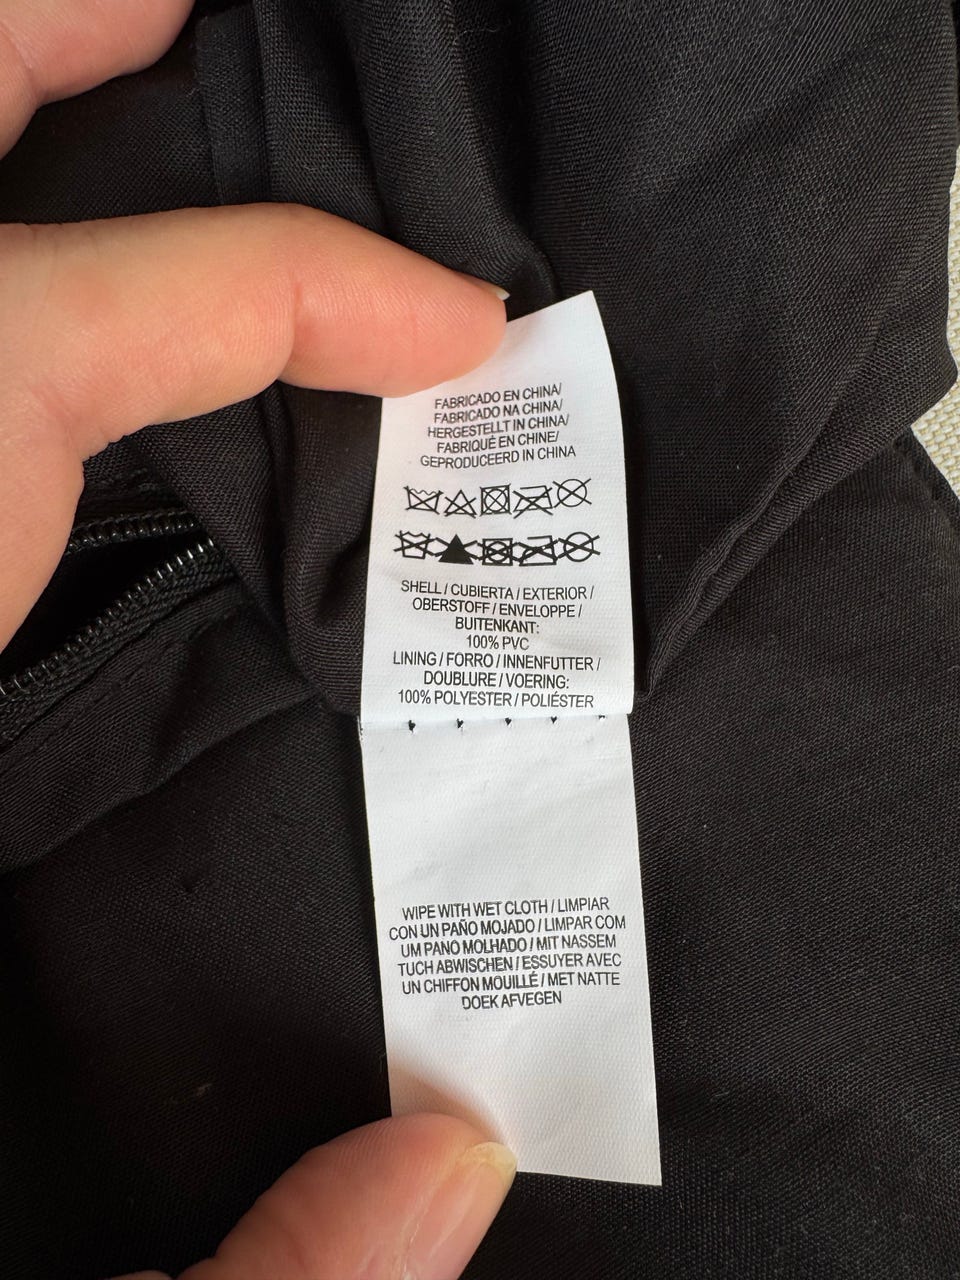 FABRICADO EN CHINA/
FABRICADO NA CHINA/
HERGESTELLT IN CHINA/
FABRIQUÉ EN CHINE/
GEPRODUCEERD IN CHINA
SHELL / CUBIERTA / EXTERIOR /
OBERSTOFF / ENVELOPPE /
BUITENKANT:
100% PVC
LINING / FORRO / INNENFUTTER /
DOUBLURE / VOERING:
100% POLYESTER / POLIÉSTER
WIPE WITH WET CLOTH / LIMPIAR
CON UN PAÑO MOJADO / LIMPAR COM
UM PANO MOLHADO / MIT NASSEM
TUCH ABWISCHEN / ESSUYER AVEC
UN CHIFFON MOUILLÉ / MET NATTE
DOEK AFVEGEN